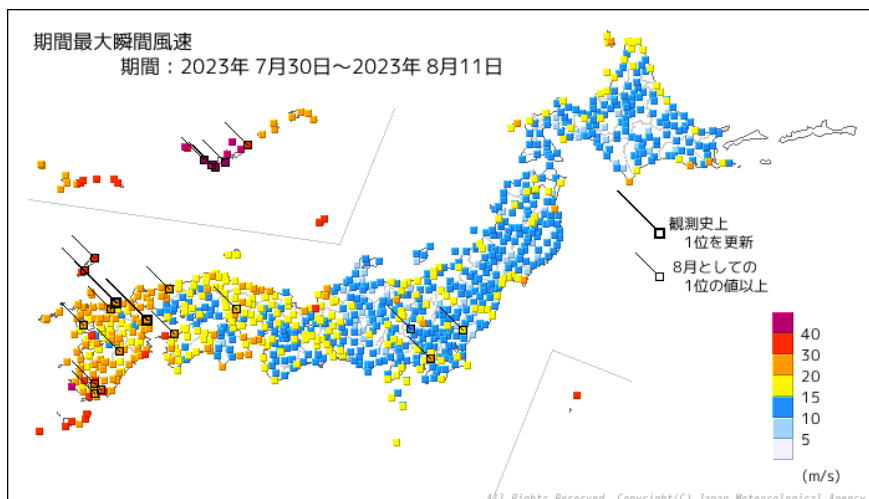 期間最大瞬間風速
期間：2023年 7月30日～2023年 8月11日
観測史上
1位を更新
8月としての
1位の値以上
40
30
20
15
10
5
(m/s)
All Rights Reserved. Copyright(C) Japan Meteorological Agency